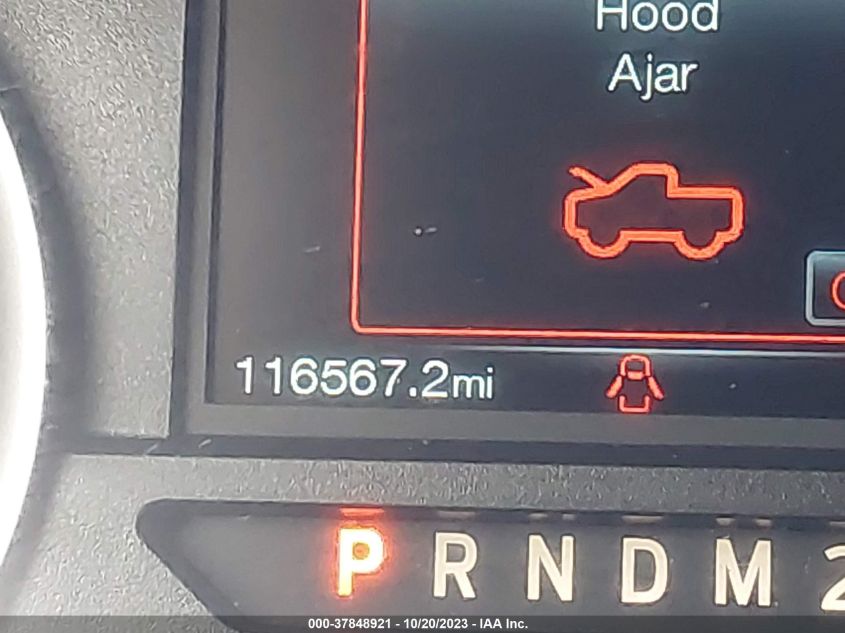 Hood
Ajar
116567.2mi
P R N D M 2
000-37848921 - 10/20/2023 - IAA Inc.